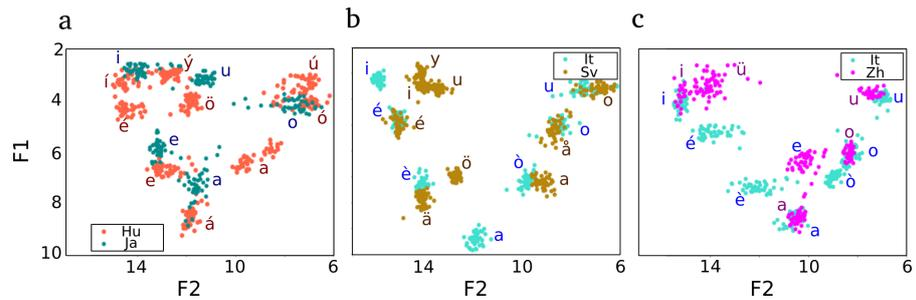 a
b
c
F1
2
4
6
8
10
i
ý
í
u
ú
ö
é
o
ó
e
e
a
a
á
Hu
Ja
14
10
6
F2
y
i
u
i
u
o
é
é
o
å
è
ö
ò
a
ä
a
It
Sv
14
10
6
F2
i
ü
i
u
u
é
e
o
o
è
ò
a
a
It
Zh
14
10
6
F2